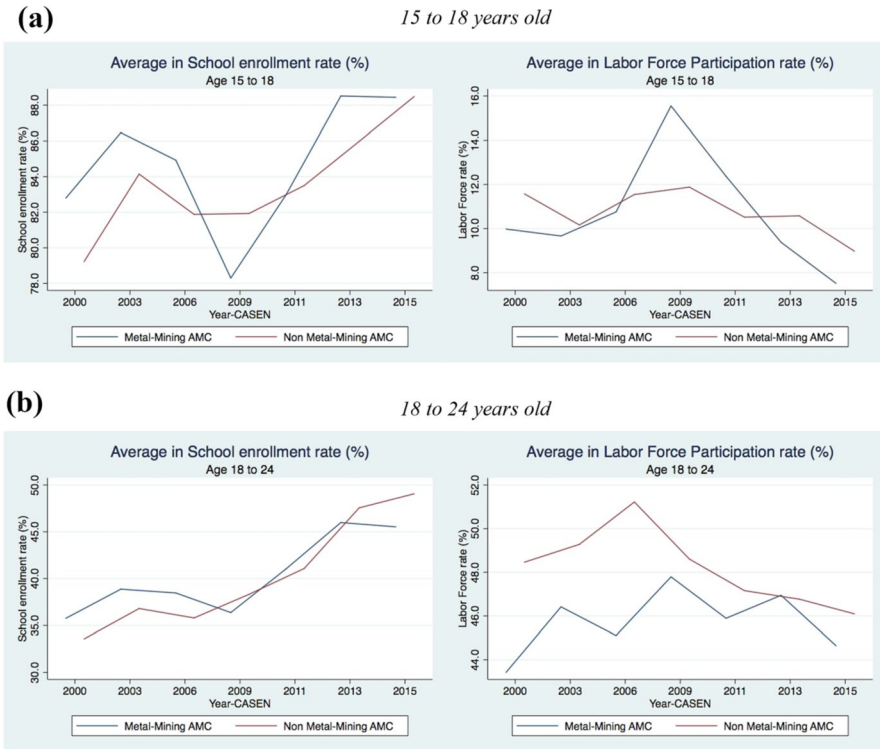 (a)
15 to 18 years old
Average in School enrollment rate (%)
Age 15 to 18
School enrollment rate (%)
88.0
86.0
84.0
82.0
80.0
78.0
2000 2003 2006 2009 2011 2013 2015
Year-CASEN
Metal-Mining AMC Non Metal-Mining AMC
Average in Labor Force Participation rate (%)
Age 15 to 18
Labor Force rate (%)
16.0
14.0
12.0
10.0
8.0
2000 2003 2006 2009 2011 2013 2015
Year-CASEN
Metal-Mining AMC Non Metal-Mining AMC
(b)
18 to 24 years old
Average in School enrollment rate (%)
Age 18 to 24
School enrollment rate (%)
50.0
45.0
40.0
35.0
30.0
2000 2003 2006 2009 2011 2013 2015
Year-CASEN
Metal-Mining AMC Non Metal-Mining AMC
Average in Labor Force Participation rate (%)
Age 18 to 24
Labor Force rate (%)
52.0
50.0
48.0
46.0
44.0
2000 2003 2006 2009 2011 2013 2015
Year-CASEN
Metal-Mining AMC Non Metal-Mining AMC